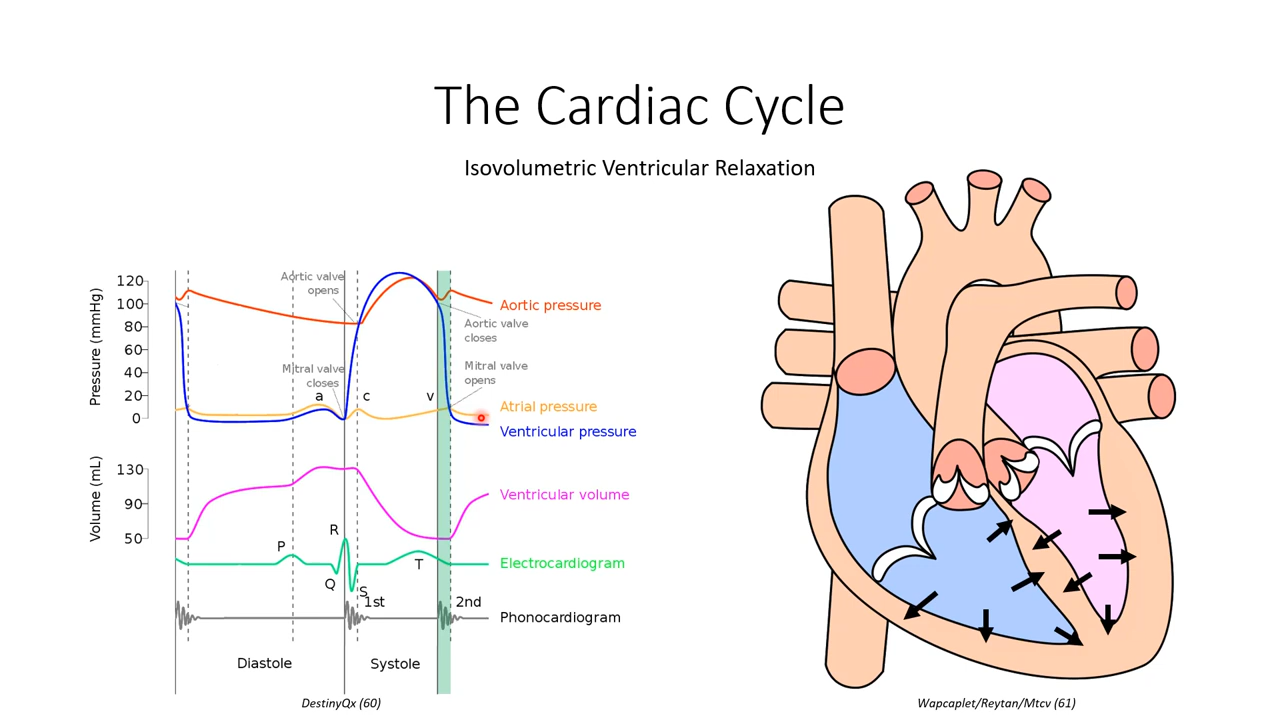 The Cardiac Cycle
Isovolumetric Ventricular Relaxation
Pressure (mmHg)
120
100
80
60
40
20
0
Aortic valve
opens
Mitral valve
closes
a
c
v
Aortic pressure
Aortic valve
closes
Mitral valve
opens
Atrial pressure
Ventricular pressure
Volume (mL)
130
90
50
Ventricular volume
R
P
Q
S
T
Electrocardiogram
1st
2nd
Phonocardiogram
Diastole
Systole
DestinyQx (60)
Wapcaplet/Reytan/Mtcv (61)